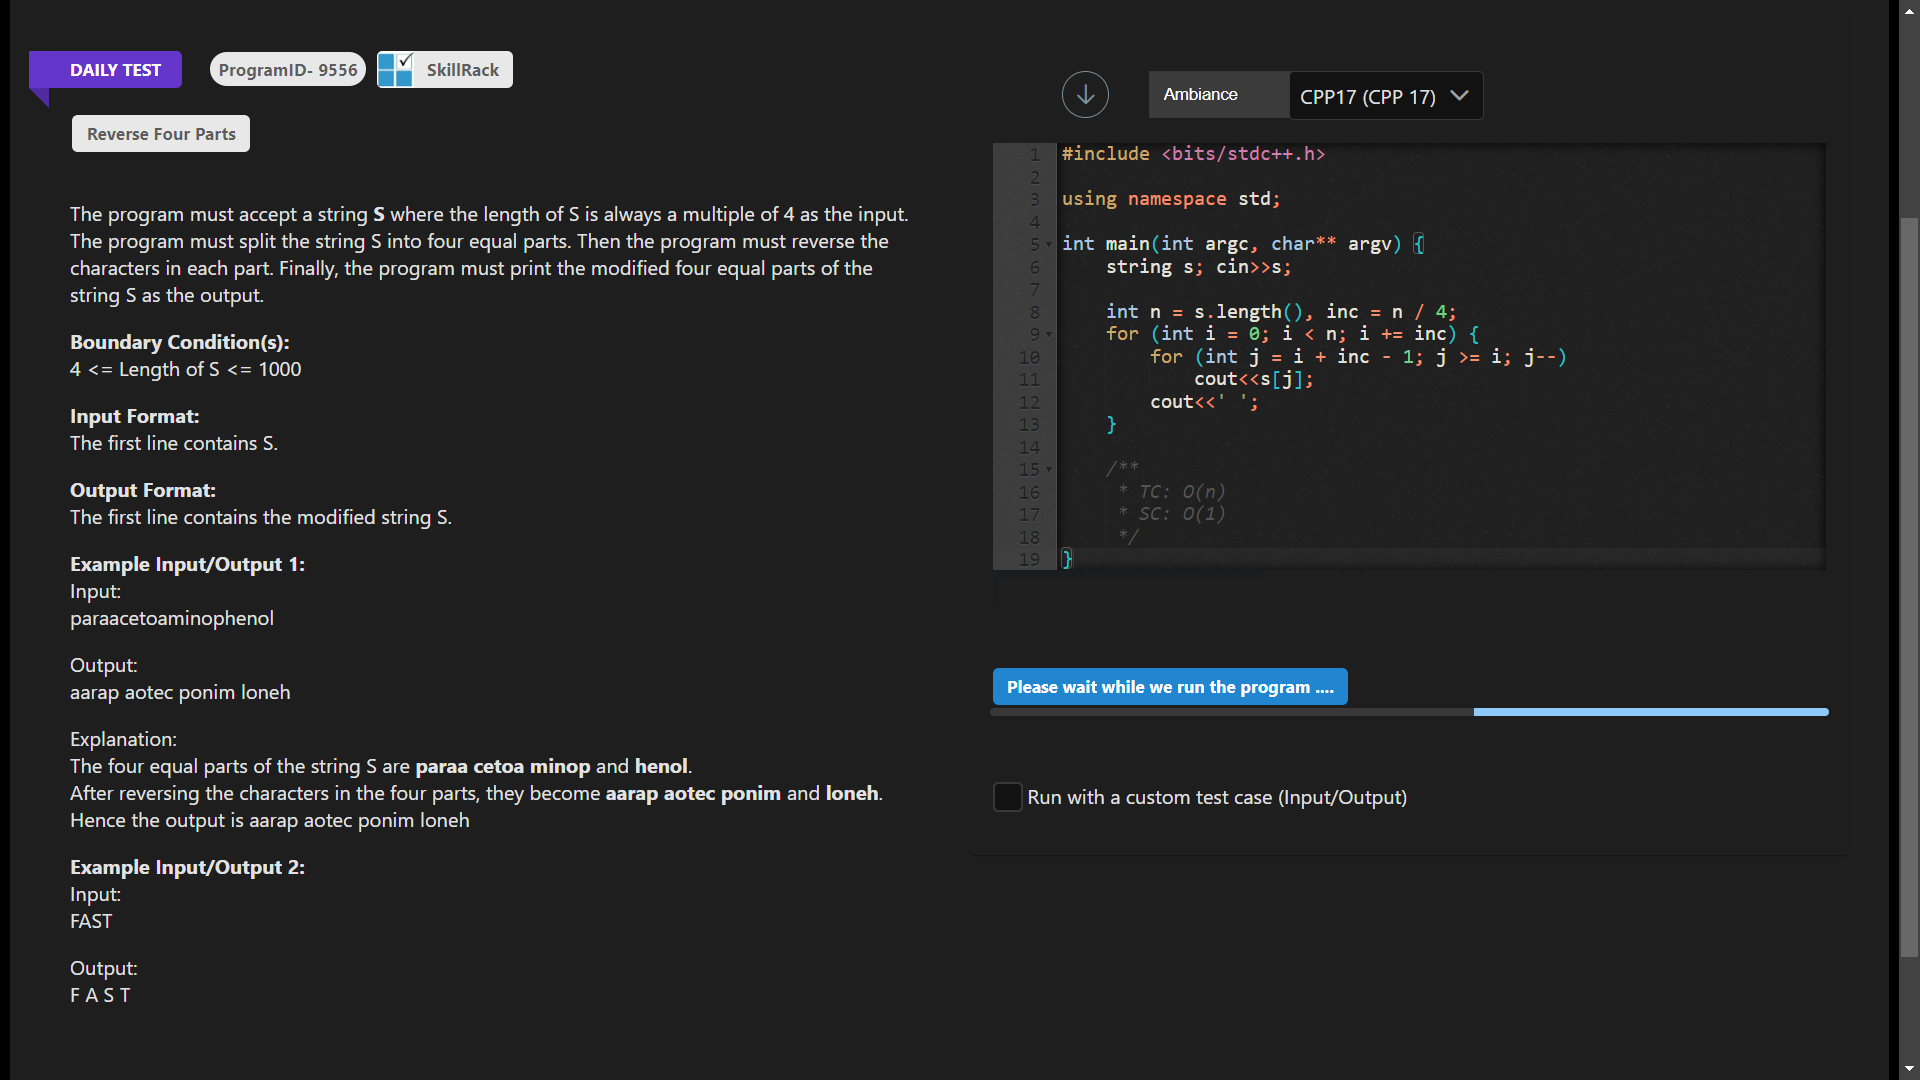 DAILY TEST
ProgramID- 9556
SkillRack
Reverse Four Parts
The program must accept a string S where the length of S is always a multiple of 4 as the input.
The program must split the string S into four equal parts. Then the program must reverse the
characters in each part. Finally, the program must print the modified four equal parts of the
string S as the output.
Boundary Condition(s):
4 <= Length of S <= 1000
Input Format:
The first line contains S.
Output Format:
The first line contains the modified string S.
Example Input/Output 1:
Input:
paraacetoaminophenol
Output:
aarap aotec ponim loneh
Explanation:
The four equal parts of the string S are paraa cetoa minop and henol.
After reversing the characters in the four parts, they become aarap aotec ponim and loneh.
Hence the output is aarap aotec ponim loneh
Example Input/Output 2:
Input:
FAST
Output:
F A S T
Ambiance
CPP17 (CPP 17)
1 #include <bits/stdc++.h>
2
3 using namespace std;
4
5 int main(int argc, char** argv) {
6     string s; cin>>s;
7
8     int n = s.length(), inc = n / 4;
9     for (int i = 0; i < n; i += inc) {
10         for (int j = i + inc - 1; j >= i; j--)
11             cout<<s[j];
12         cout<<' ';
13     }
14
15     /**
16      * TC: O(n)
17      * SC: O(1)
18      */
19 }
Please wait while we run the program ....
Run with a custom test case (Input/Output)